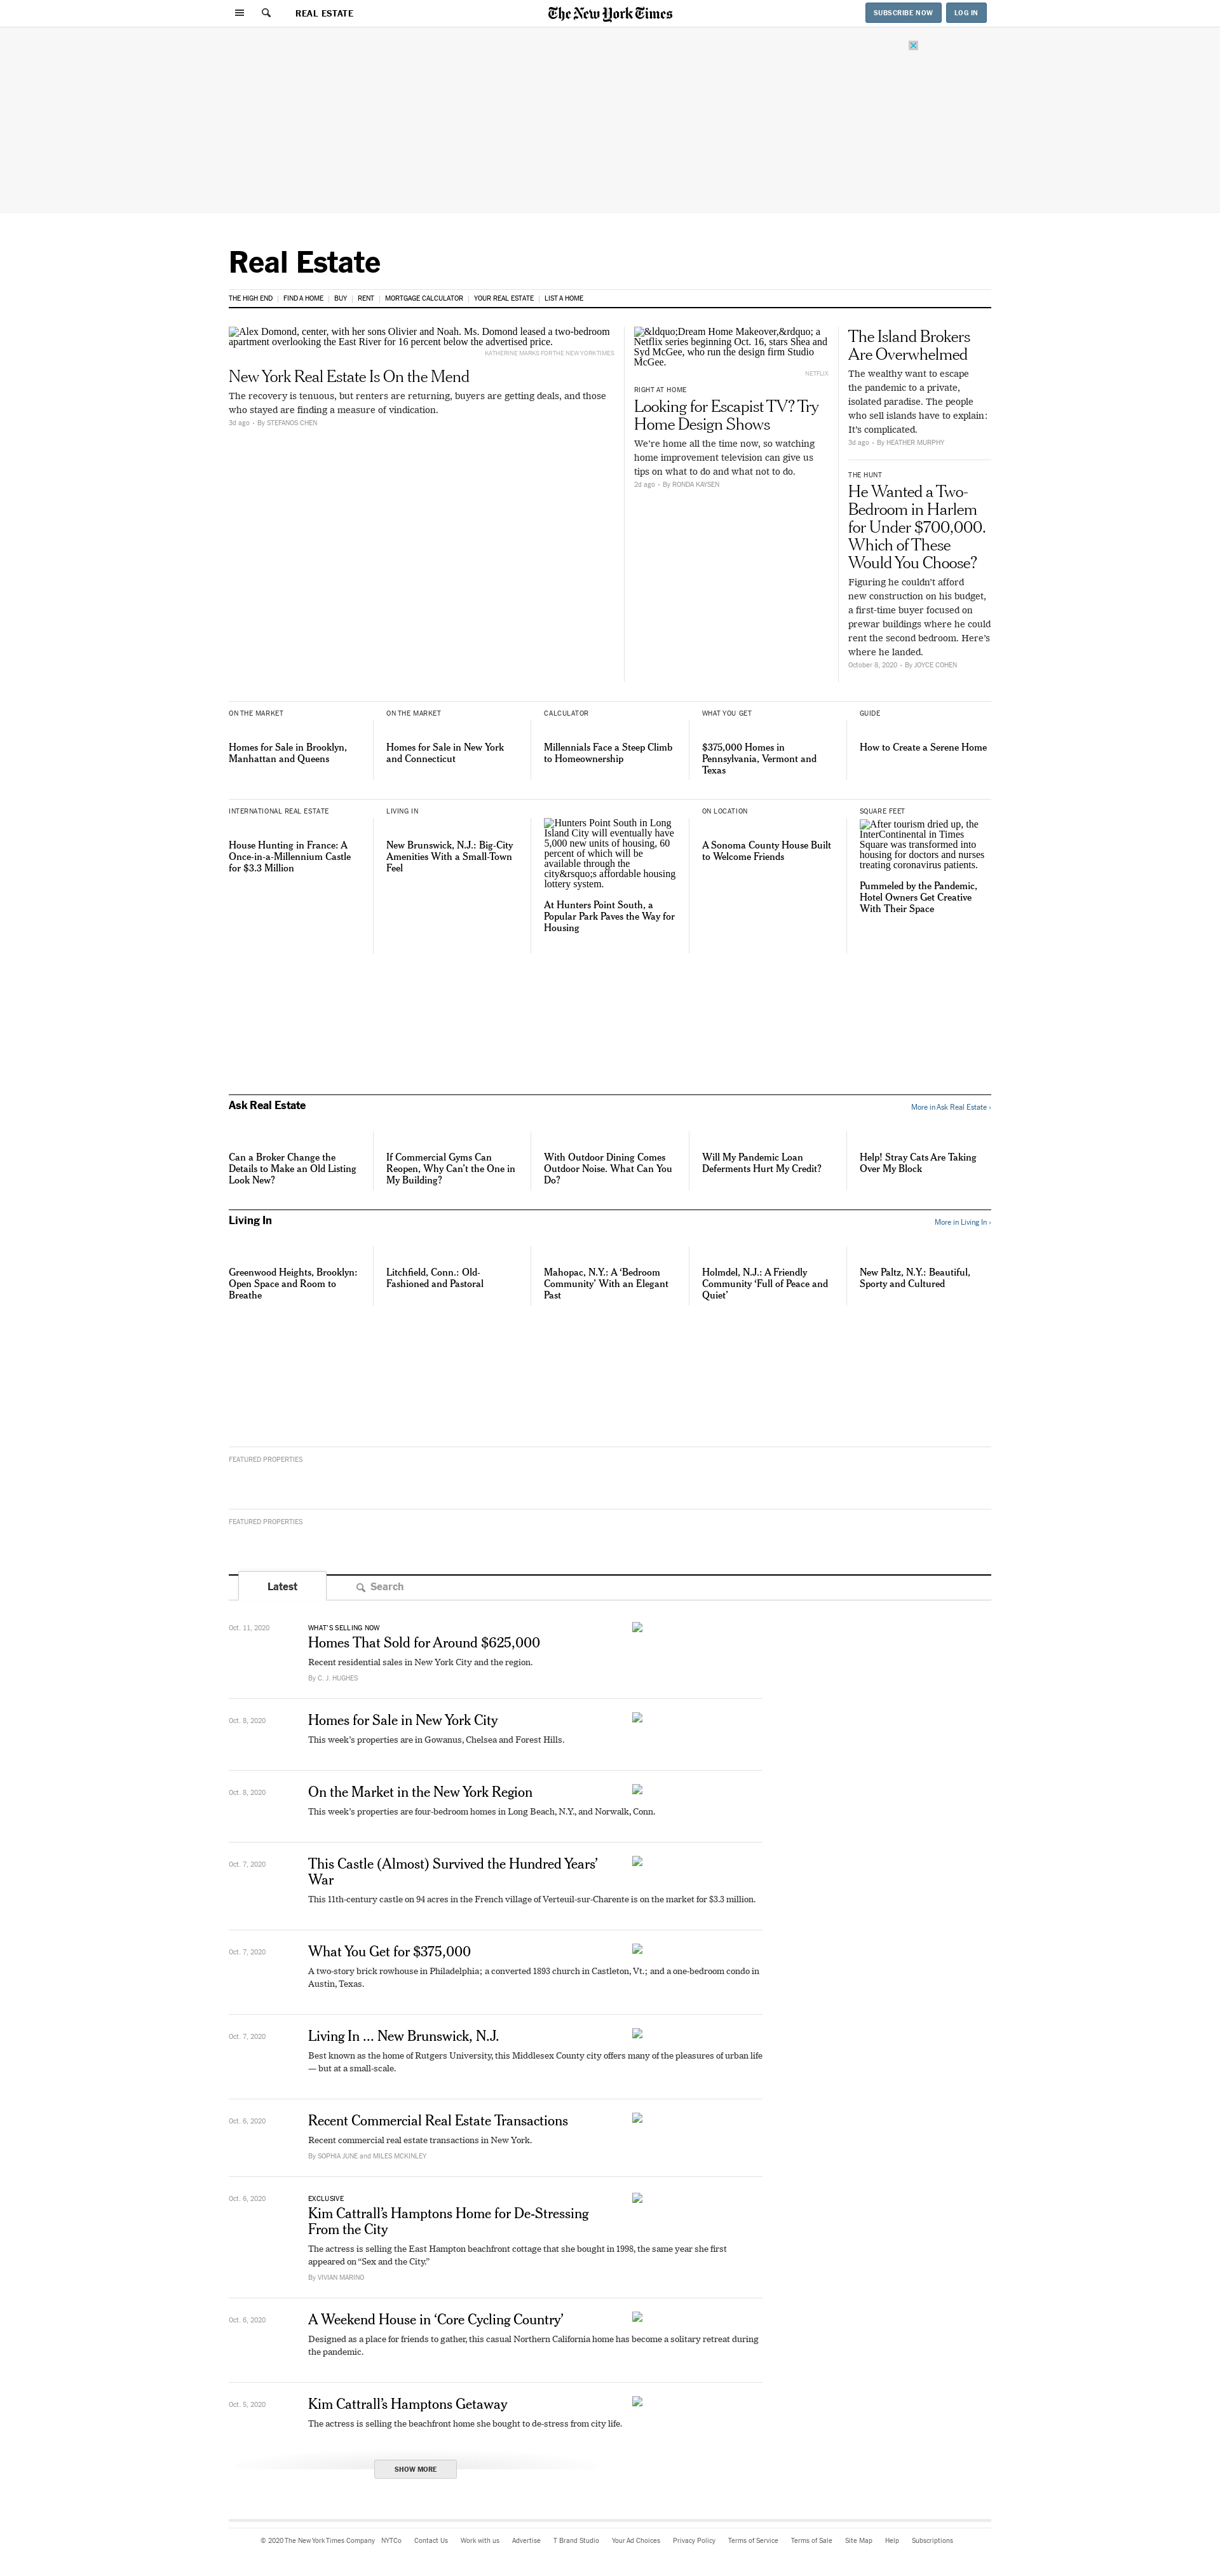 REAL ESTATE
The New York Times
SUBSCRIBE NOW
LOG IN
Real Estate
THE HIGH END
FIND A HOME
BUY
RENT
MORTGAGE CALCULATOR
YOUR REAL ESTATE
LIST A HOME
Alex Domond, center, with her sons Olivier and Noah. Ms. Domond leased a two-bedroom
apartment overlooking the East River for 16 percent below the advertised price.
KATHERINE MARKS FOR THE NEW YORK TIMES
New York Real Estate Is On the Mend
The recovery is tenuous, but renters are returning, buyers are getting deals, and those
who stayed are finding a measure of vindication.
3d ago - By STEFANOS CHEN
&ldquo;Dream Home Makeover,&rdquo; a
Netflix series beginning Oct. 16, stars Shea and
Syd McGee, who run the design firm Studio
McGee.
NETFLIX
RIGHT AT HOME
Looking for Escapist TV? Try
Home Design Shows
We're home all the time now, so watching
home improvement television can give us
tips on what to do and what not to do.
2d ago - By RONDA KAYSEN
The Island Brokers
Are Overwhelmed
The wealthy want to escape
the pandemic to a private,
isolated paradise. The people
who sell islands have to explain:
It's complicated.
3d ago - By HEATHER MURPHY
THE HUNT
He Wanted a Two-
Bedroom in Harlem
for Under $700,000.
Which of These
Would You Choose?
Figuring he couldn't afford
new construction on his budget,
a first-time buyer focused on
prewar buildings where he could
rent the second bedroom. Here's
where he landed.
October 8, 2020 - By JOYCE COHEN
ON THE MARKET
Homes for Sale in Brooklyn,
Manhattan and Queens
ON THE MARKET
Homes for Sale in New York
and Connecticut
CALCULATOR
Millennials Face a Steep Climb
to Homeownership
WHAT YOU GET
$375,000 Homes in
Pennsylvania, Vermont and
Texas
GUIDE
How to Create a Serene Home
INTERNATIONAL REAL ESTATE
House Hunting in France: A
Once-in-a-Millennium Castle
for $3.3 Million
LIVING IN
New Brunswick, N.J.: Big-City
Amenities With a Small-Town
Feel
Hunters Point South in Long
Island City will eventually have
5,000 new units of housing, 60
percent of which will be
available through the
city&rsquo;s affordable housing
lottery system.
At Hunters Point South, a
Popular Park Paves the Way for
Housing
ON LOCATION
A Sonoma County House Built
to Welcome Friends
SQUARE FEET
After tourism dried up, the
InterContinental in Times
Square was transformed into
housing for doctors and nurses
treating coronavirus patients.
Pummeled by the Pandemic,
Hotel Owners Get Creative
With Their Space
Ask Real Estate
More in Ask Real Estate ›
Can a Broker Change the
Details to Make an Old Listing
Look New?
If Commercial Gyms Can
Reopen, Why Can't the One in
My Building?
With Outdoor Dining Comes
Outdoor Noise. What Can You
Do?
Will My Pandemic Loan
Deferments Hurt My Credit?
Help! Stray Cats Are Taking
Over My Block
Living In
More in Living In ›
Greenwood Heights, Brooklyn:
Open Space and Room to
Breathe
Litchfield, Conn.: Old-
Fashioned and Pastoral
Mahopac, N.Y.: A ‘Bedroom
Community’ With an Elegant
Past
Holmdel, N.J.: A Friendly
Community ‘Full of Peace and
Quiet’
New Paltz, N.Y.: Beautiful,
Sporty and Cultured
FEATURED PROPERTIES
FEATURED PROPERTIES
Latest
Search
Oct. 11, 2020
WHAT'S SELLING NOW
Homes That Sold for Around $625,000
Recent residential sales in New York City and the region.
By C. J. HUGHES
Oct. 8, 2020
Homes for Sale in New York City
This week's properties are in Gowanus, Chelsea and Forest Hills.
Oct. 8, 2020
On the Market in the New York Region
This week's properties are four-bedroom homes in Long Beach, N.Y., and Norwalk, Conn.
Oct. 7, 2020
This Castle (Almost) Survived the Hundred Years’
War
This 11th-century castle on 94 acres in the French village of Verteuil-sur-Charente is on the market for $3.3 million.
Oct. 7, 2020
What You Get for $375,000
A two-story brick rowhouse in Philadelphia; a converted 1893 church in Castleton, Vt.; and a one-bedroom condo in
Austin, Texas.
Oct. 7, 2020
Living In ... New Brunswick, N.J.
Best known as the home of Rutgers University, this Middlesex County city offers many of the pleasures of urban life
— but at a small-scale.
Oct. 6, 2020
Recent Commercial Real Estate Transactions
Recent commercial real estate transactions in New York.
By SOPHIA JUNE and MILES MCKINLEY
Oct. 6, 2020
EXCLUSIVE
Kim Cattrall’s Hamptons Home for De-Stressing
From the City
The actress is selling the East Hampton beachfront cottage that she bought in 1998, the same year she first
appeared on “Sex and the City.”
By VIVIAN MARINO
Oct. 6, 2020
A Weekend House in ‘Core Cycling Country’
Designed as a place for friends to gather, this casual Northern California home has become a solitary retreat during
the pandemic.
Oct. 5, 2020
Kim Cattrall’s Hamptons Getaway
The actress is selling the beachfront home she bought to de-stress from city life.
SHOW MORE
© 2020 The New York Times Company
NYTCo
Contact Us
Work with us
Advertise
T Brand Studio
Your Ad Choices
Privacy Policy
Terms of Service
Terms of Sale
Site Map
Help
Subscriptions